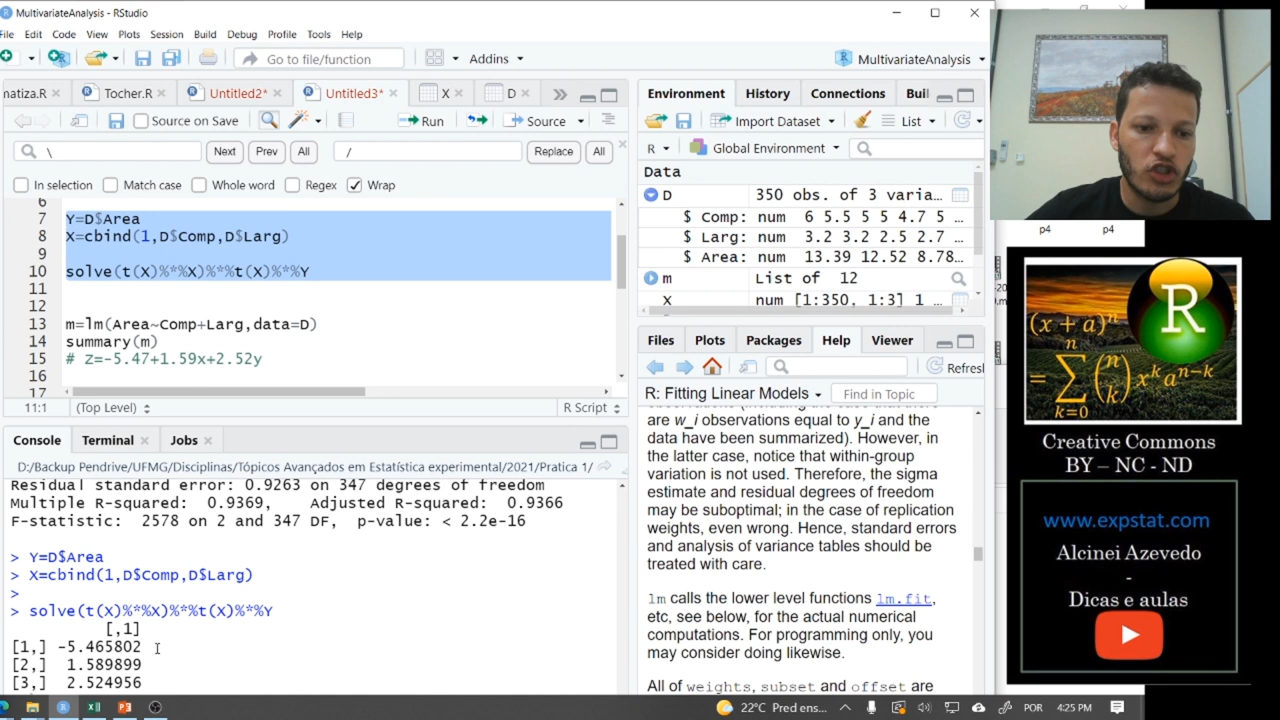 MultivariateAnalysis - RStudio
File Edit Code View Plots Session Build Debug Profile Tools Help
Go to file/function Addins MultivariateAnalysis
matiza.R Tocher.R Untitled2* Untitled3* X D
Source on Save Run Source
\ Next Prev All / Replace All
In selection Match case Whole word Regex Wrap
6
7 Y=D$Area
8 X=cbind(1,D$Comp,D$Larg)
9
10 solve(t(X)%*%X)%*%t(X)%*%Y
11
12
13 m=lm(Area~Comp+Larg,data=D)
14 summary(m)
15 # Z=-5.47+1.59x+2.52y
16
17
11:1 (Top Level) R Script
Console Terminal Jobs
D:/Backup Pendrive/UFMG/Disciplinas/Tópicos Avançados em Estatística experimental/2021/Pratica 1/
Residual standard error: 0.9263 on 347 degrees of freedom
Multiple R-squared: 0.9369, Adjusted R-squared: 0.9366
F-statistic: 2578 on 2 and 347 DF, p-value: < 2.2e-16
> Y=D$Area
> X=cbind(1,D$Comp,D$Larg)
>
> solve(t(X)%*%X)%*%t(X)%*%Y
[,1]
[1,] -5.465802
[2,] 1.589899
[3,] 2.524956
Environment History Connections Buil
Import Dataset List
R Global Environment
Data
D 350 obs. of 3 varia…
$ Comp: num 6 5.5 5 5 4.7 5 …
$ Larg: num 3.2 3.2 2.5 2.7 …
$ Area: num 13.39 12.52 8.78…
m List of 12
X num [1:350, 1:3] 1 …
Files Plots Packages Help Viewer
Refresh
R: Fitting Linear Models Find in Topic
observations (including the case that there
are w_i observations equal to y_i and the
data have been summarized). However, in
the latter case, notice that within-group
variation is not used. Therefore, the sigma
estimate and residual degrees of freedom
may be suboptimal; in the case of replication
weights, even wrong. Hence, standard errors
and analysis of variance tables should be
treated with care.
lm calls the lower level functions lm.fit,
etc, see below, for the actual numerical
computations. For programming only, you
may consider doing likewise.
All of weights, subset and offset are
p4 p4
R
(x + a)^n
= ∑ k=0 n (n k) x^k a^(n−k)
Creative Commons
BY – NC - ND
www.expstat.com
Alcinei Azevedo
-
Dicas e aulas
22°C Pred ens... POR 4:25 PM